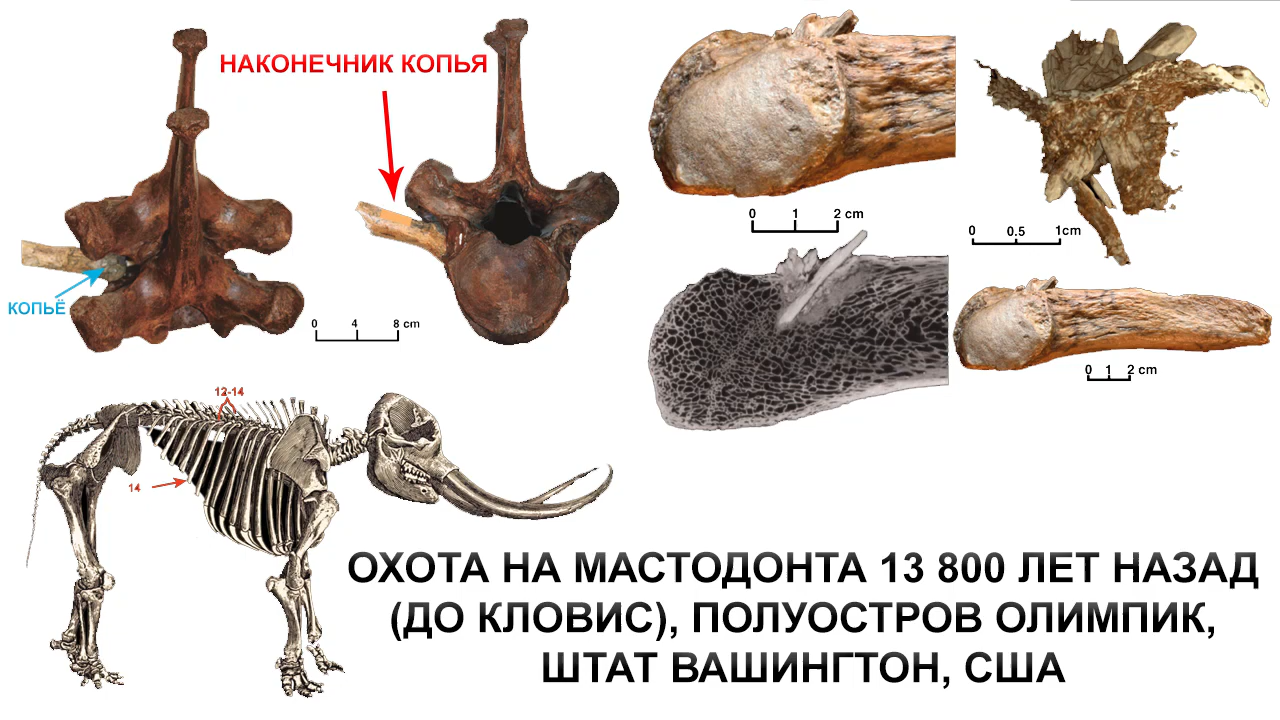 НАКОНЕЧНИК КОПЬЯ
КОПЬЁ
0 4 8 cm
0 1 2 cm
0 0.5 1cm
0 1 2 cm
12-14
14
ОХОТА НА МАСТОДОНТА 13 800 ЛЕТ НАЗАД
(ДО КЛОВИС), ПОЛУОСТРОВ ОЛИМПИК,
ШТАТ ВАШИНГТОН, США